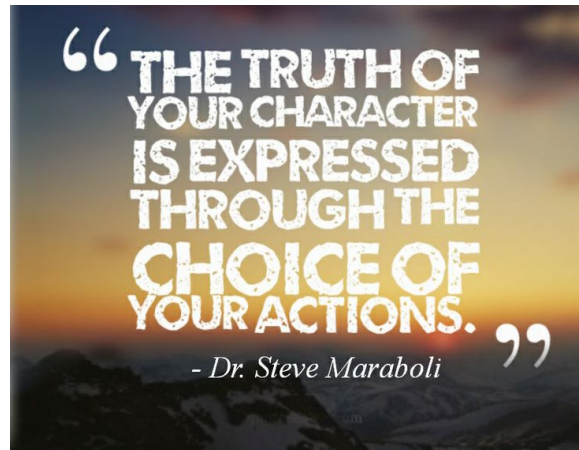 “ THE TRUTH OF
YOUR CHARACTER
IS EXPRESSED
THROUGH THE
CHOICE OF
YOUR ACTIONS. ”
- Dr. Steve Maraboli